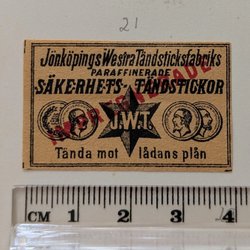 21
Jönköpings Westra Tändsticksfabriks
PARAFFINERADE
SÄKERHETS- TÄNDSTICKOR
J.W.T.
Tända mot lådans plån
CM 1 2 3 4